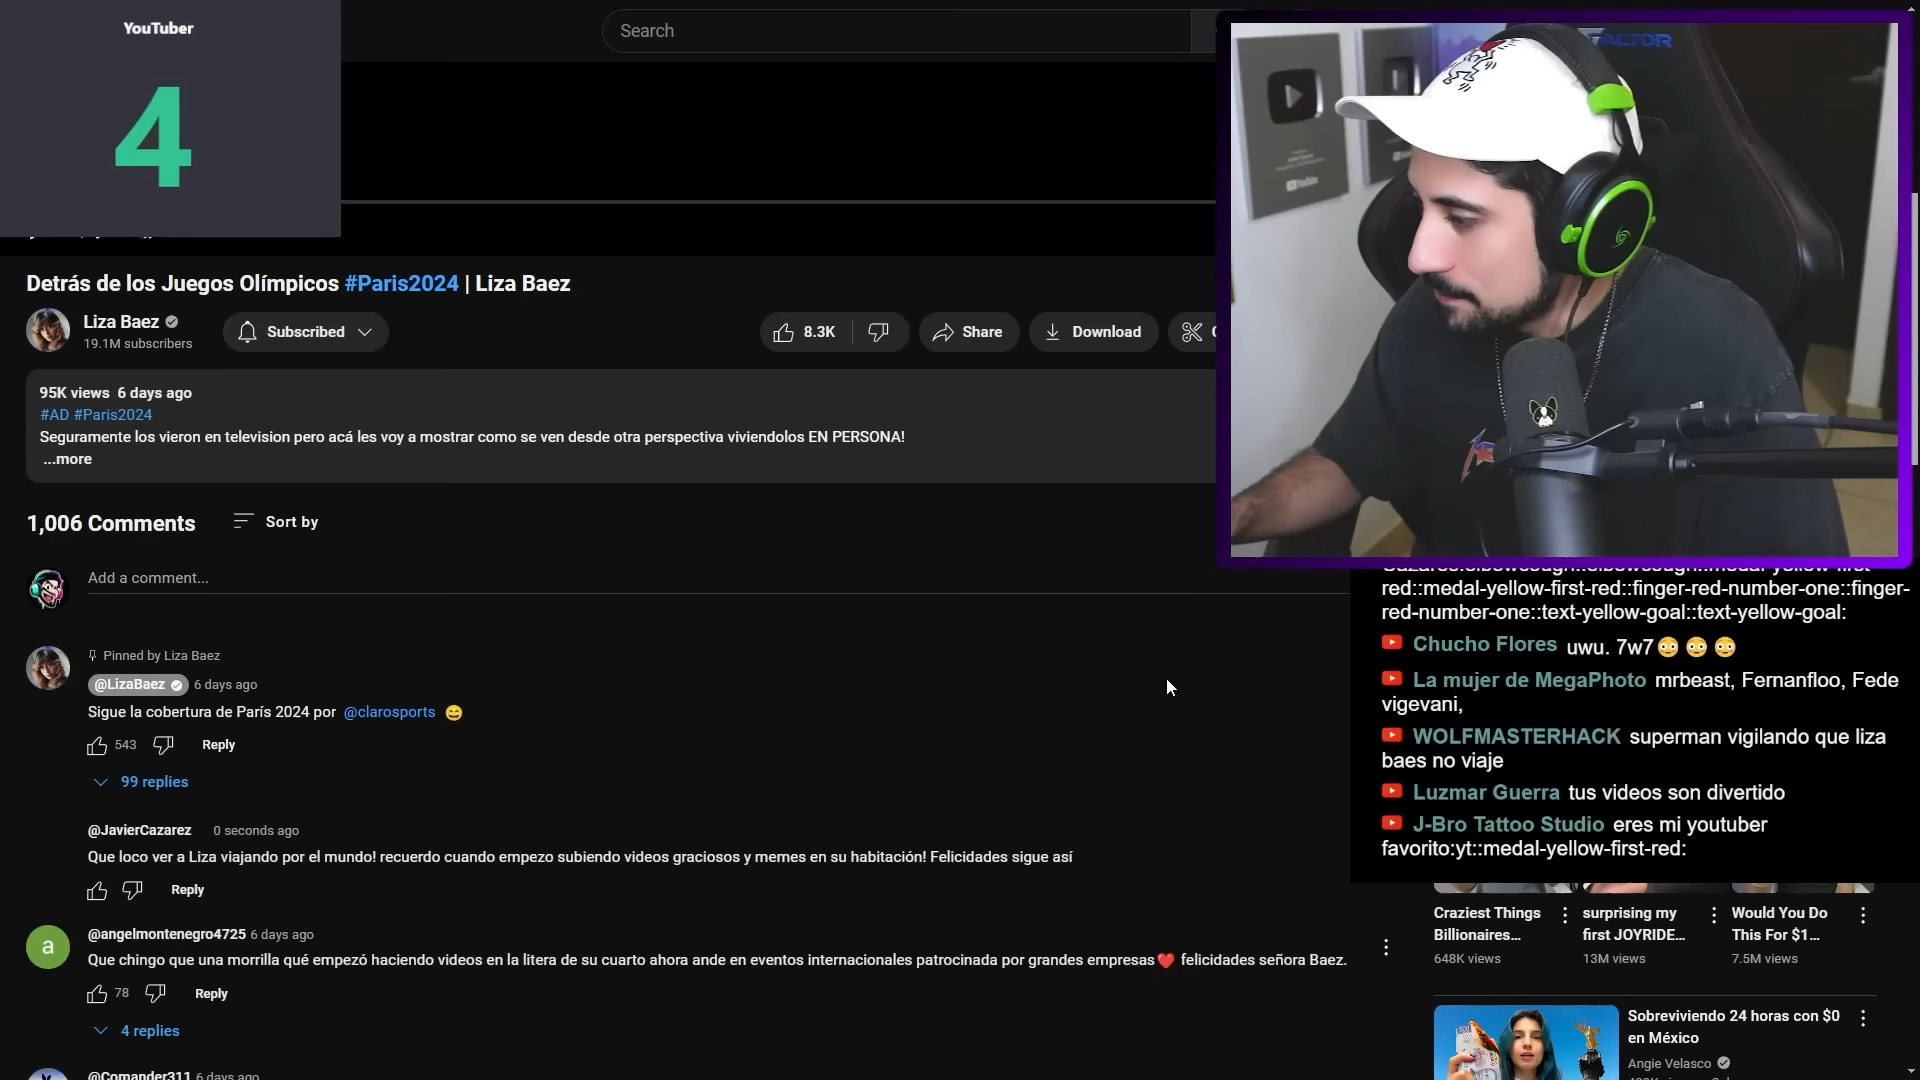 YouTuber
4
Search
FACTOR
YouTube
Detrás de los Juegos Olímpicos #Paris2024 | Liza Baez
Liza Baez
19.1M subscribers
Subscribed
8.3K
Share
Download
95K views 6 days ago
#AD #Paris2024
Seguramente los vieron en television pero acá les voy a mostrar como se ven desde otra perspectiva viviendolos EN PERSONA!
...more
1,006 Comments
Sort by
Add a comment...
Pinned by Liza Baez
@LizaBaez 6 days ago
Sigue la cobertura de París 2024 por @clarosports 😄
543
Reply
99 replies
@JavierCazarez 0 seconds ago
Que loco ver a Liza viajando por el mundo! recuerdo cuando empezo subiendo videos graciosos y memes en su habitación! Felicidades sigue así
Reply
a
@angelmontenegro4725 6 days ago
Que chingo que una morrilla qué empezó haciendo videos en la litera de su cuarto ahora ande en eventos internacionales patrocinada por grandes empresas❤️ felicidades señora Baez.
78
Reply
4 replies
@Comander311 6 days ago
red::medal-yellow-first-red::finger-red-number-one::finger-
red-number-one::text-yellow-goal::text-yellow-goal:
Chucho Flores uwu. 7w7😳 😳 😳
La mujer de MegaPhoto mrbeast, Fernanfloo, Fede
vigevani,
WOLFMASTERHACK superman vigilando que liza
baes no viaje
Luzmar Guerra tus videos son divertido
J-Bro Tattoo Studio eres mi youtuber
favorito:yt::medal-yellow-first-red:
Craziest Things
Billionaires...
648K views
surprising my
first JOYRIDE...
13M views
Would You Do
This For $1...
7.5M views
Sobreviviendo 24 horas con $0
en México
Angie Velasco